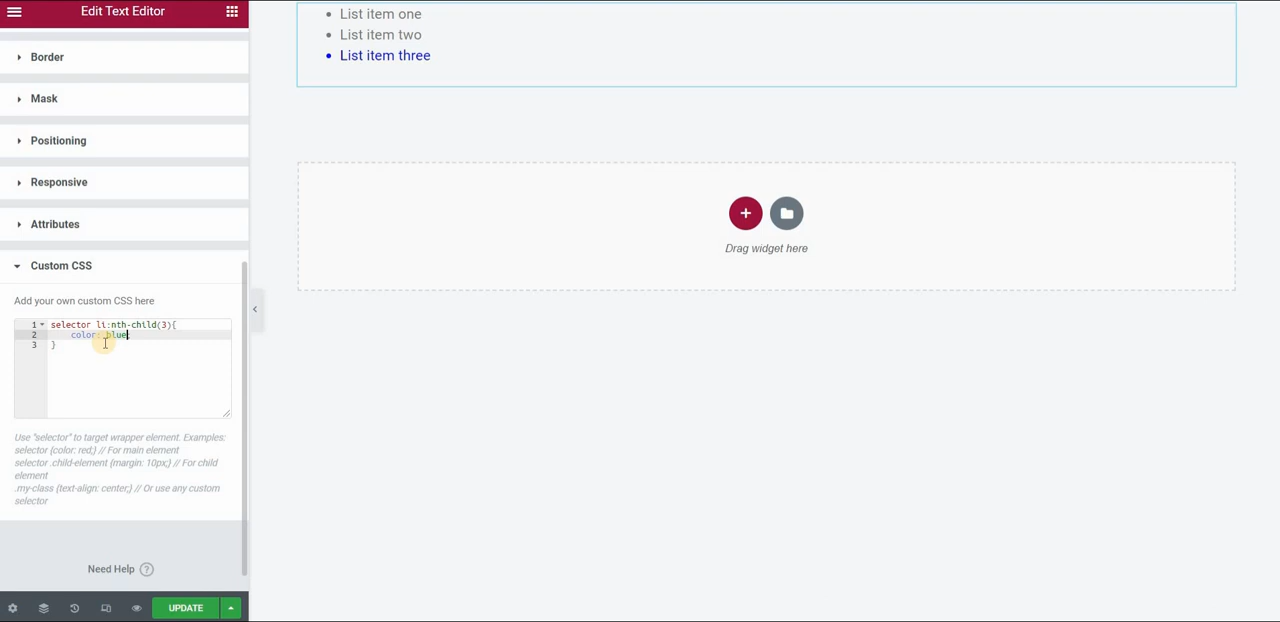 Edit Text Editor
Border
Mask
Positioning
Responsive
Attributes
Custom CSS
Add your own custom CSS here
1 selector li:nth-child(3){
2 color: blue;
3 }
Use "selector" to target wrapper element. Examples:
selector {color: red;} // For main element
selector .child-element {margin: 10px;} // For child
element
.my-class {text-align: center;} // Or use any custom
selector
Need Help ?
UPDATE
• List item one
• List item two
• List item three
Drag widget here